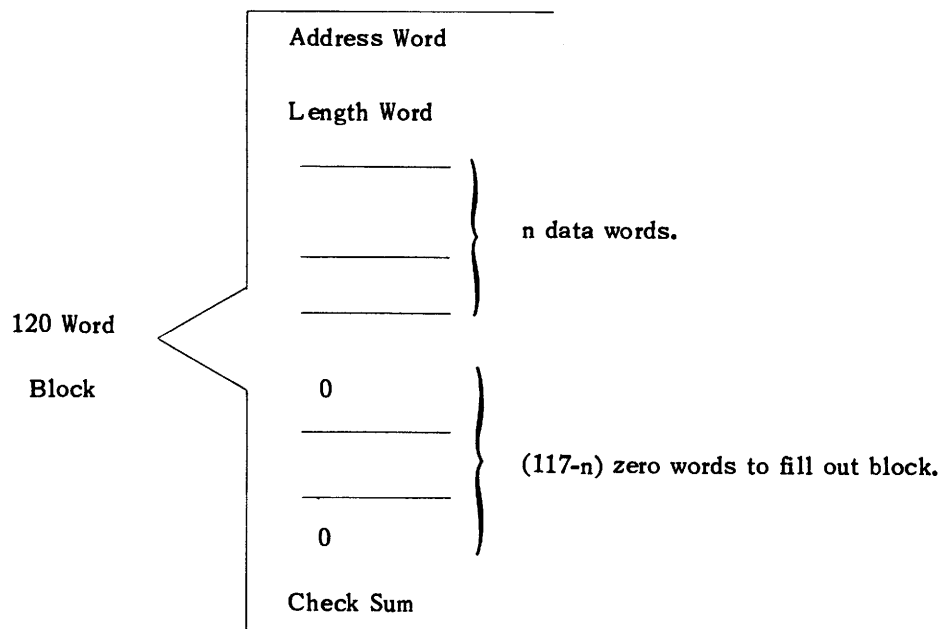 Address Word
Length Word
n data words.
120 Word
Block
0
(117-n) zero words to fill out block.
0
Check Sum